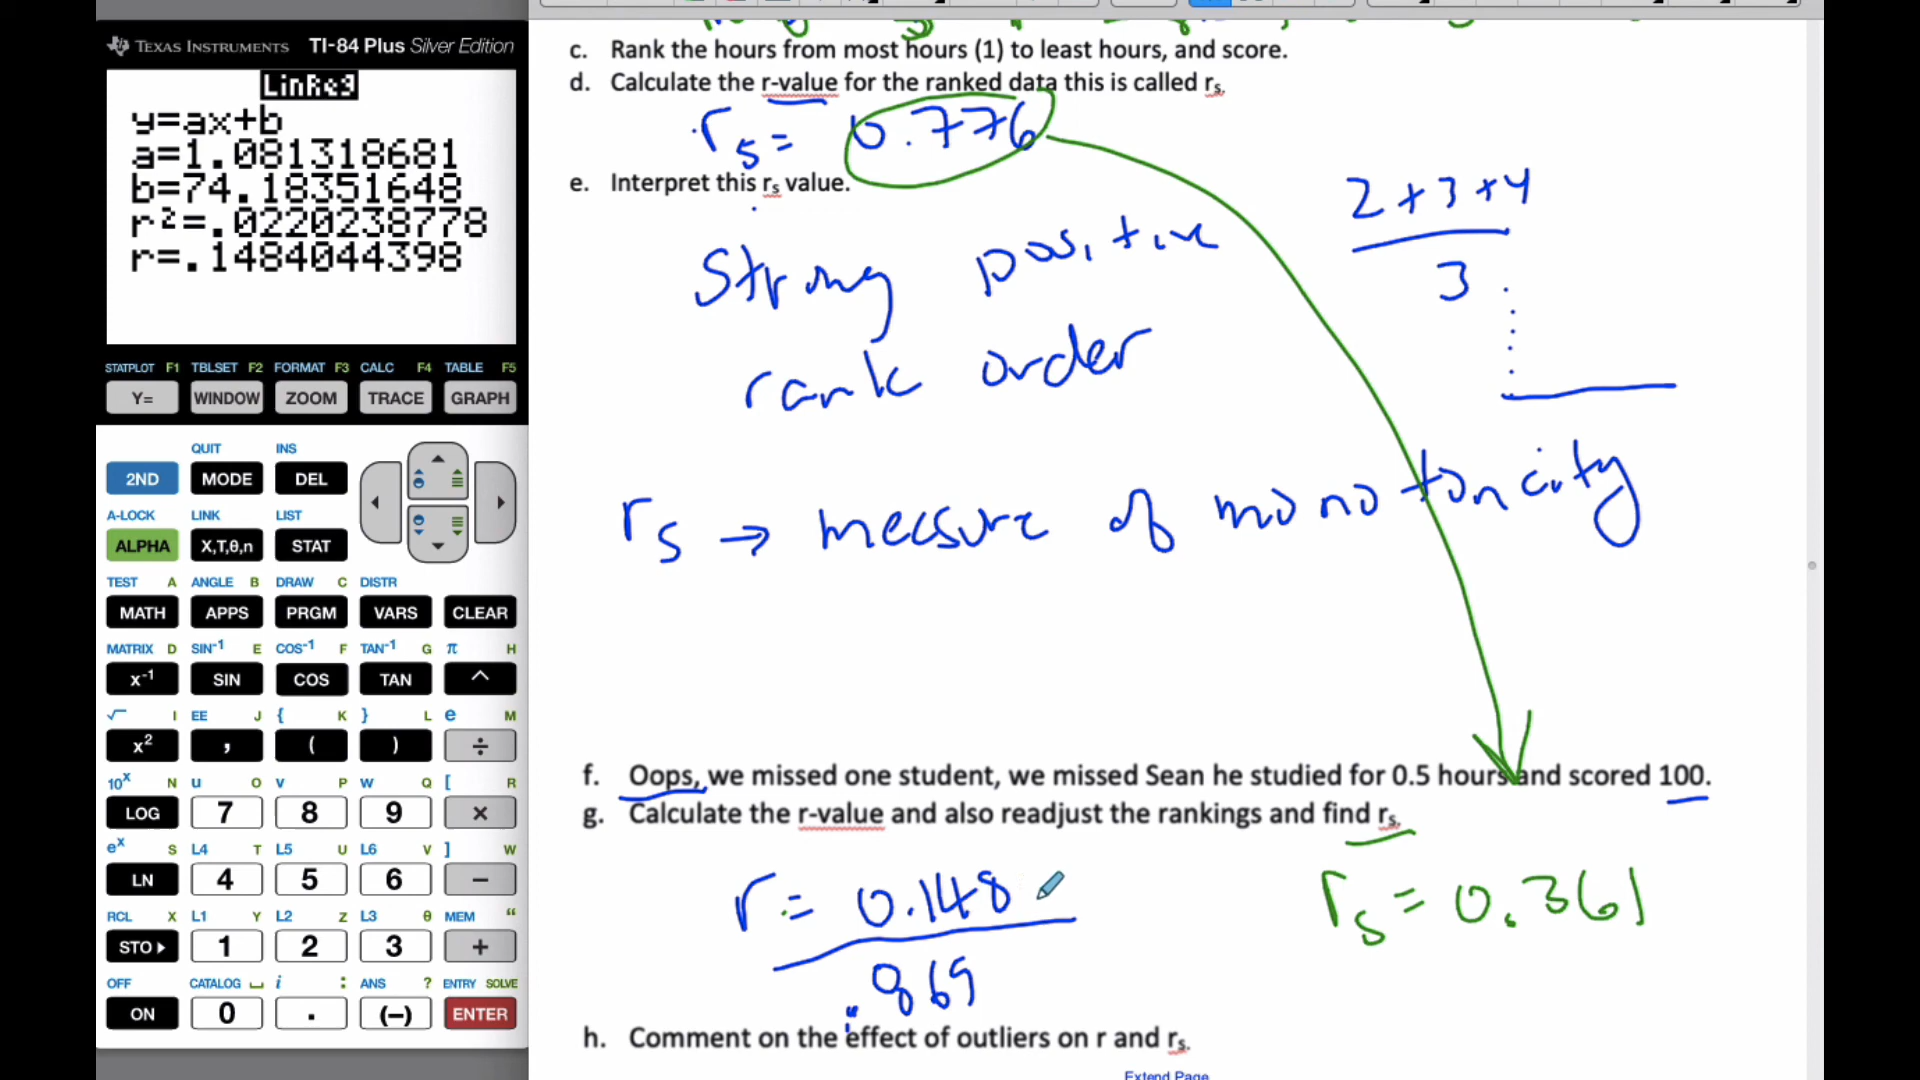 TEXAS INSTRUMENTS TI-84 Plus Silver Edition
LinReg
y=ax+b
a=1.081318681
b=74.18351648
r²=.0220238778
r=.1484044398
STATPLOT F1 TBLSET F2 FORMAT F3 CALC F4 TABLE F5
Y= WINDOW ZOOM TRACE GRAPH
QUIT INS
2ND MODE DEL
A-LOCK LINK LIST
ALPHA X,T,θ,n STAT
TEST A ANGLE B DRAW C DISTR
MATH APPS PRGM VARS CLEAR
MATRIX D SIN⁻¹ E COS⁻¹ F TAN⁻¹ G π H
x⁻¹ SIN COS TAN ^
√ I EE J { K } L e M
x² , ( ) ÷
10ˣ N u O v P w Q [ R
LOG 7 8 9 ×
eˣ S L4 T L5 U L6 V ] W
LN 4 5 6 −
RCL X L1 Y L2 Z L3 θ MEM “
STO► 1 2 3 +
OFF CATALOG ⎵ i : ANS ? ENTRY SOLVE
ON 0 . (−) ENTER
c. Rank the hours from most hours (1) to least hours, and score.
d. Calculate the r-value for the ranked data this is called rs.
rs = 0.776
e. Interpret this rs value.
2+3+4
3
Strong positive
rank order
rs → measure of monotoncity
f. Oops, we missed one student, we missed Sean he studied for 0.5 hours and scored 100.
g. Calculate the r-value and also readjust the rankings and find rs.
r = 0.148
rs = 0.361
.869
h. Comment on the effect of outliers on r and rs.
Extend Page